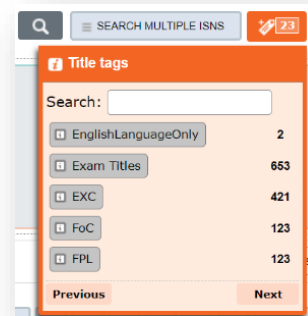 SEARCH MULTIPLE ISNS 23
Title tags
Search:
EnglishLanguageOnly 2
Exam Titles 653
EXC 421
FoC 123
FPL 123
Previous Next